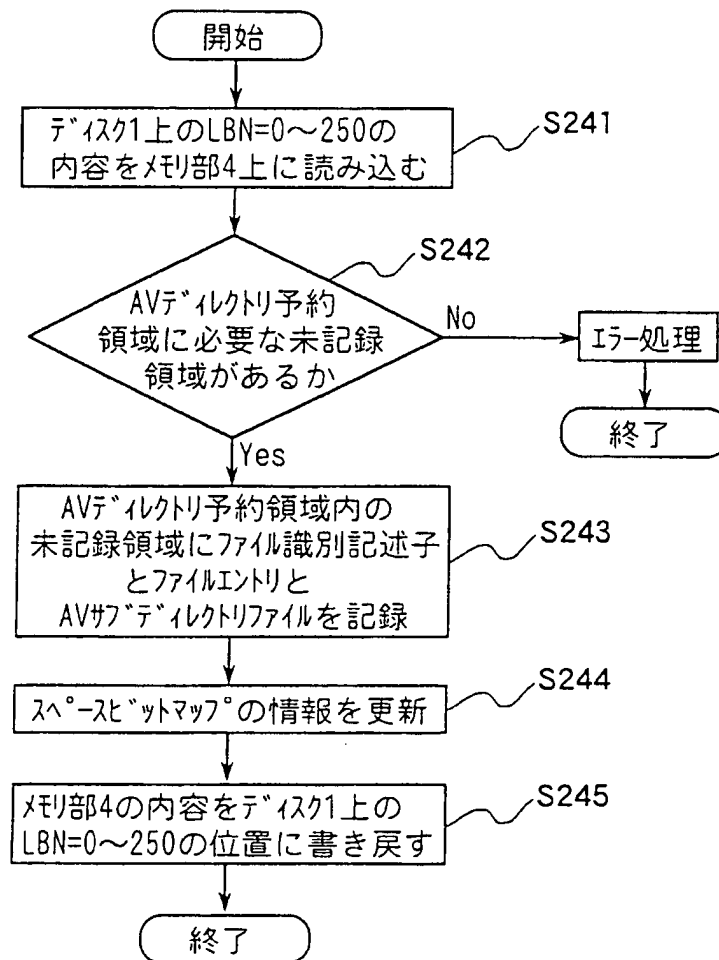 開始
ディスク1上のLBN=0~250の
内容をメモリ部4上に読み込む
S241
S242
AVディレクトリ予約
領域に必要な未記録
領域があるか
No
エラー処理
終了
Yes
AVディレクトリ予約領域内の
未記録領域にファイル識別記述子
とファイルエントリと
AVサブディレクトリファイルを記録
S243
スペースビットマップの情報を更新
S244
メモリ部4の内容をディスク1上の
LBN=0~250の位置に書き戻す
S245
終了